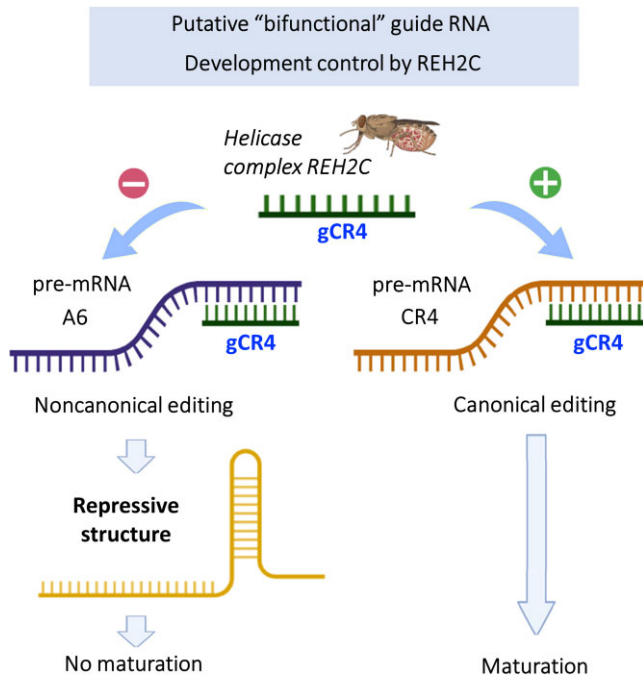 Putative “bifunctional” guide RNA
Development control by REH2C
Helicase
complex REH2C
gCR4
pre-mRNA
A6
gCR4
pre-mRNA
CR4
gCR4
Noncanonical editing
Canonical editing
Repressive
structure
No maturation
Maturation